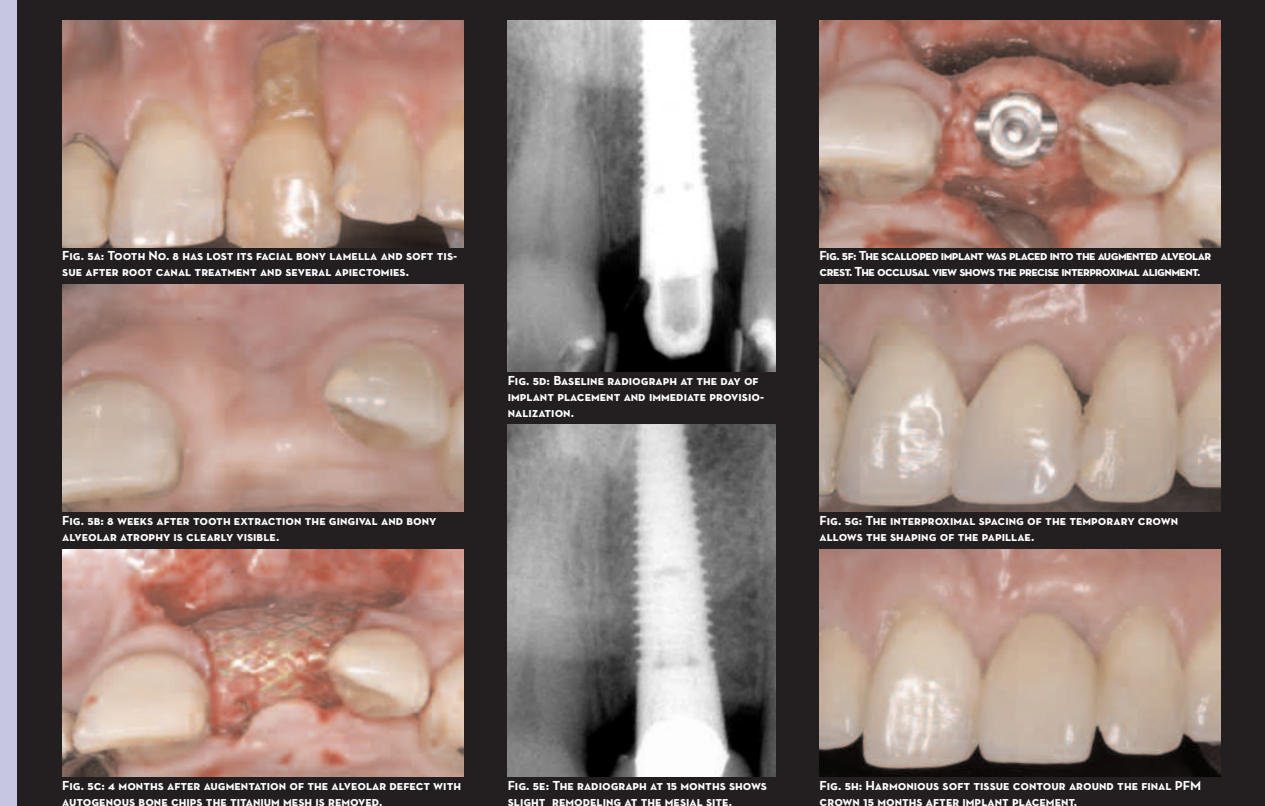 Fig. 5A: Tooth No. 8 has lost its facial bony lamella and soft tis-
sue after root canal treatment and several apiectomies.
Fig. 5B: 8 weeks after tooth extraction the gingival and bony
alveolar atrophy is clearly visible.
Fig. 5C: 4 months after augmentation of the alveolar defect with
autogenous bone chips the titanium mesh is removed.
Fig. 5D: Baseline radiograph at the day of
implant placement and immediate provisio-
nalization.
Fig. 5E: The radiograph at 15 months shows
slight remodeling at the mesial site.
Fig. 5F: The scalloped implant was placed into the augmented alveolar
crest. The occlusal view shows the precise interproximal alignment.
Fig. 5G: The interproximal spacing of the temporary crown
allows the shaping of the papillae.
Fig. 5H: Harmonious soft tissue contour around the final PFM
crown 15 months after implant placement.